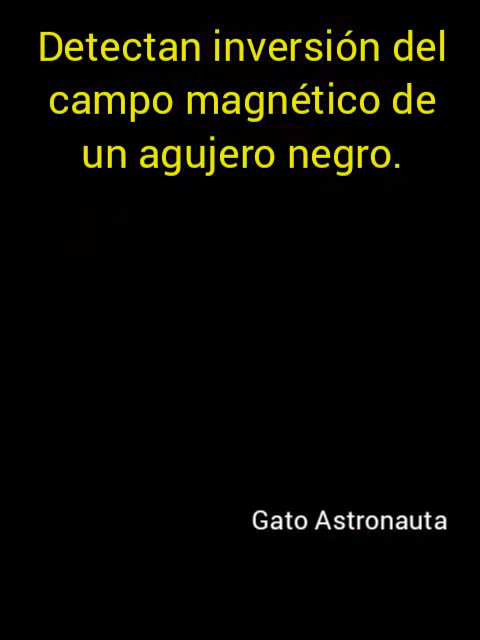 Detectan inversión del
campo magnético de
un agujero negro.
Gato Astronauta